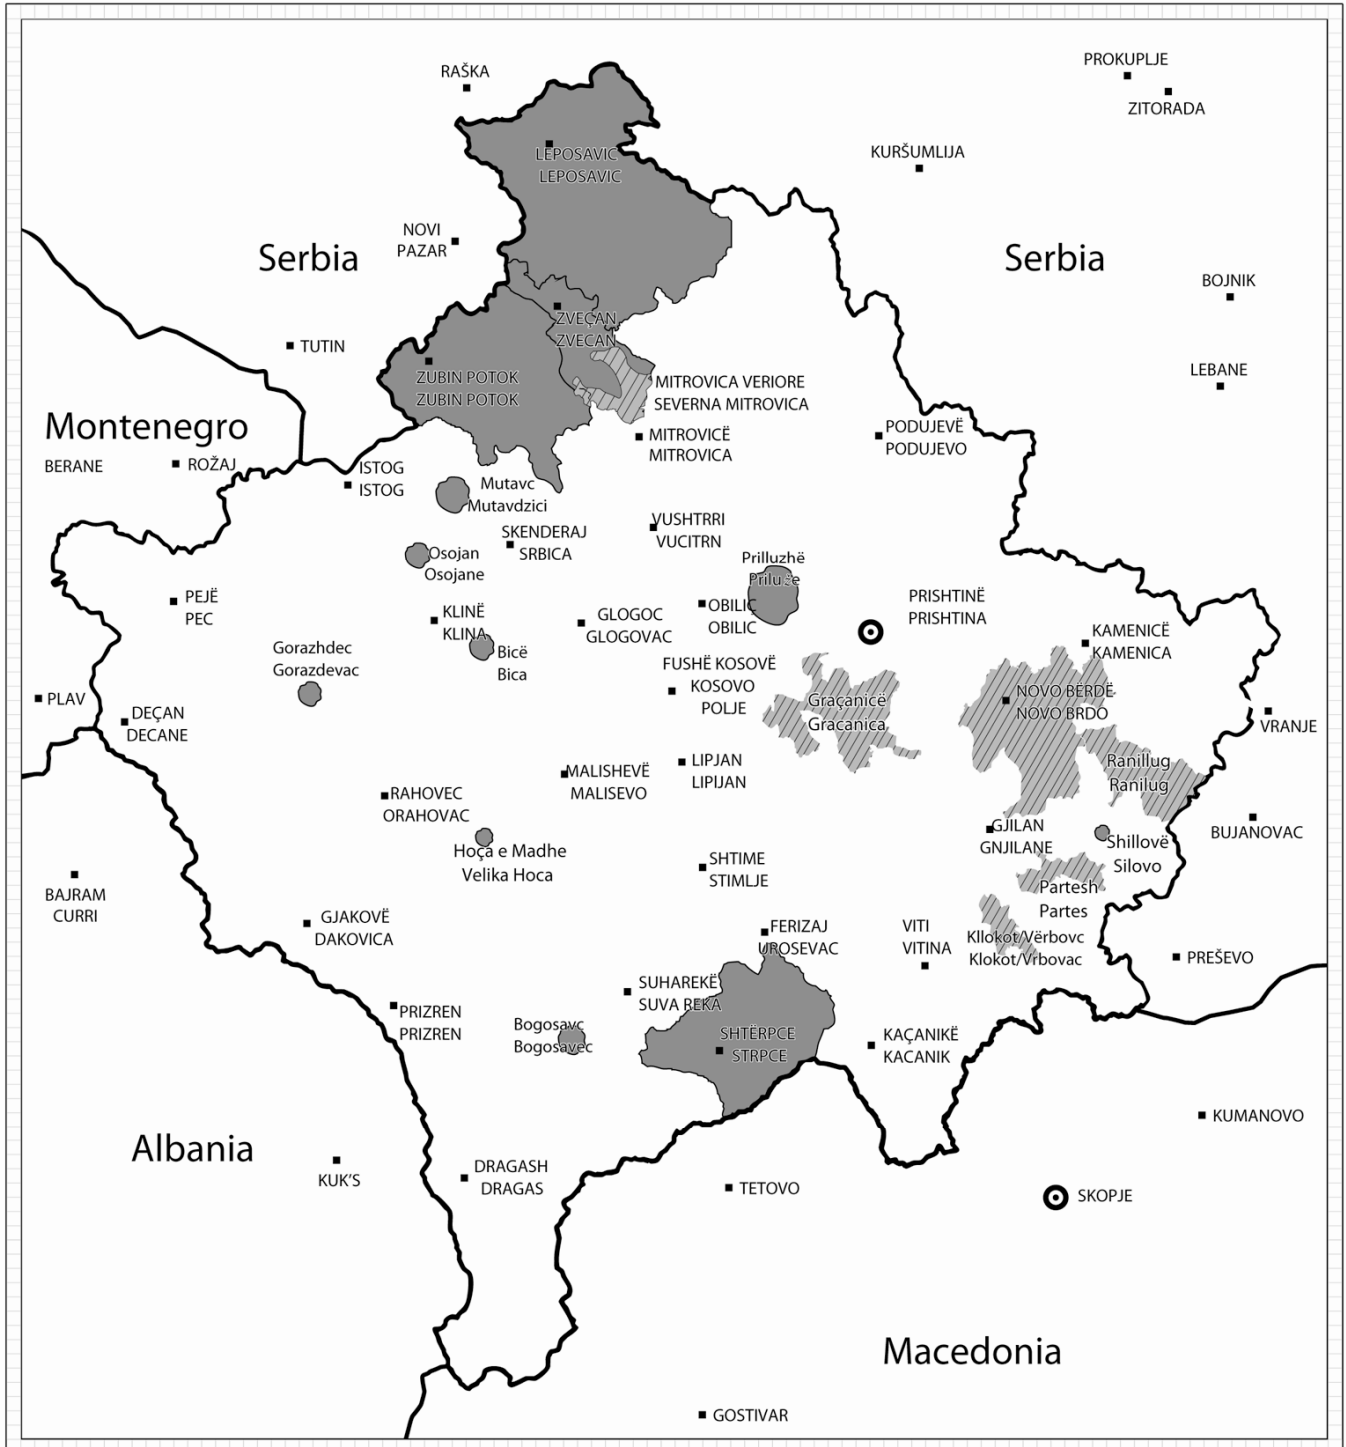 PROKUPLJE
RAŠKA
ZITORADA
KURŠUMLIJA
LEPOSAVIC
LEPOSAVIC
NOVI
PAZAR
Serbia
Serbia
BOJNIK
ZVEÇAN
ZVECAN
TUTIN
LEBANE
ZUBIN POTOK
ZUBIN POTOK
MITROVICA VERIORE
SEVERNA MITROVICA
Montenegro
PODUJEVË
PODUJEVO
MITROVICË
MITROVICA
BERANE
ROŽAJ
ISTOG
ISTOG
Mutavc
Mutavdzici
VUSHTRRI
VUCITRN
SKENDERAJ
SRBICA
Osojan
Osojane
Prilluzhë
Priluže
PEJË
PEC
KLINË
KLINA
GLOGOC
GLOGOVAC
OBILIÇ
OBILIC
PRISHTINË
PRISHTINA
KAMENICË
KAMENICA
Gorazhdec
Gorazdevac
Bicë
Bica
FUSHË KOSOVË
KOSOVO
POLJE
PLAV
Graçanicë
Gracanica
NOVO BËRDË
NOVO BRDO
DEÇAN
DECANE
VRANJE
LIPJAN
LIPIJAN
Ranillug
Ranilug
MALISHEVË
MALISEVO
RAHOVEC
ORAHOVAC
GJILAN
GNJILANE
BUJANOVAC
Shillovë
Silovo
Hoça e Madhe
Velika Hoca
SHTIME
STIMLJE
Partesh
Partes
BAJRAM
CURRI
GJAKOVË
DAKOVICA
FERIZAJ
UROSEVAC
VITI
VITINA
Kllokot/Vërbovc
Klokot/Vrbovac
PREŠEVO
SUHAREKË
SUVA REKA
PRIZREN
PRIZREN
Bogosavc
Bogosavec
SHTËRPCE
STRPCE
KAÇANIKË
KACANIK
KUMANOVO
Albania
KUK'S
DRAGASH
DRAGAS
TETOVO
SKOPJE
Macedonia
GOSTIVAR